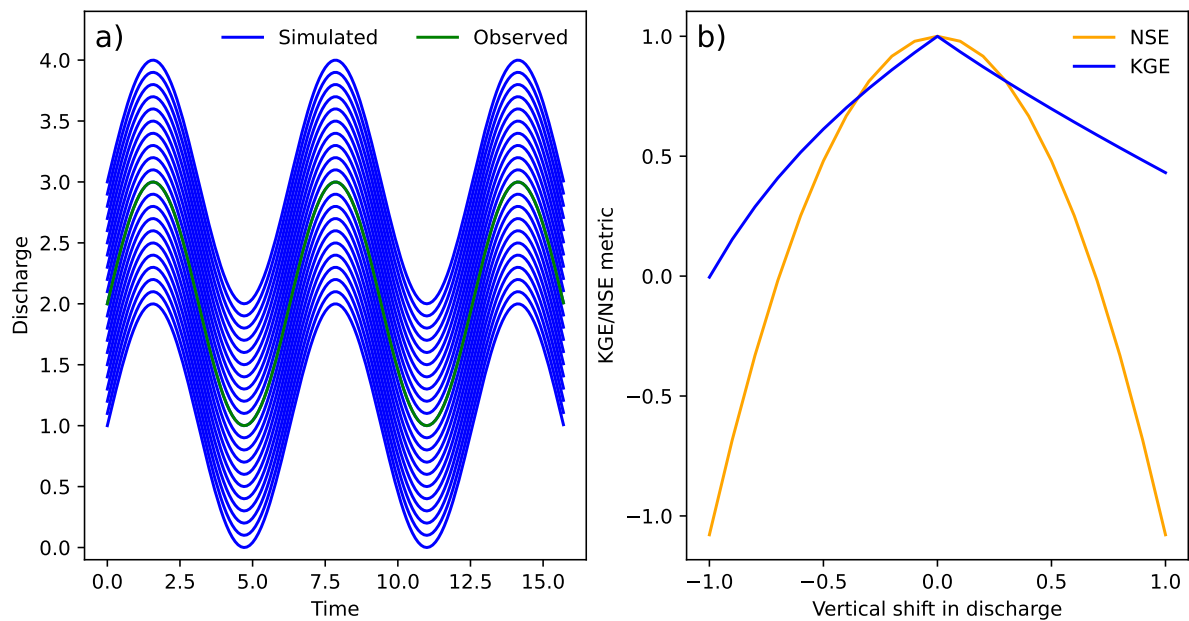 a)
Simulated
Observed
Discharge
4.0
3.5
3.0
2.5
2.0
1.5
1.0
0.5
0.0
0.0
2.5
5.0
7.5
10.0
12.5
15.0
Time
b)
NSE
KGE
KGE/NSE metric
1.0
0.5
0.0
−0.5
−1.0
−1.0
−0.5
0.0
0.5
1.0
Vertical shift in discharge